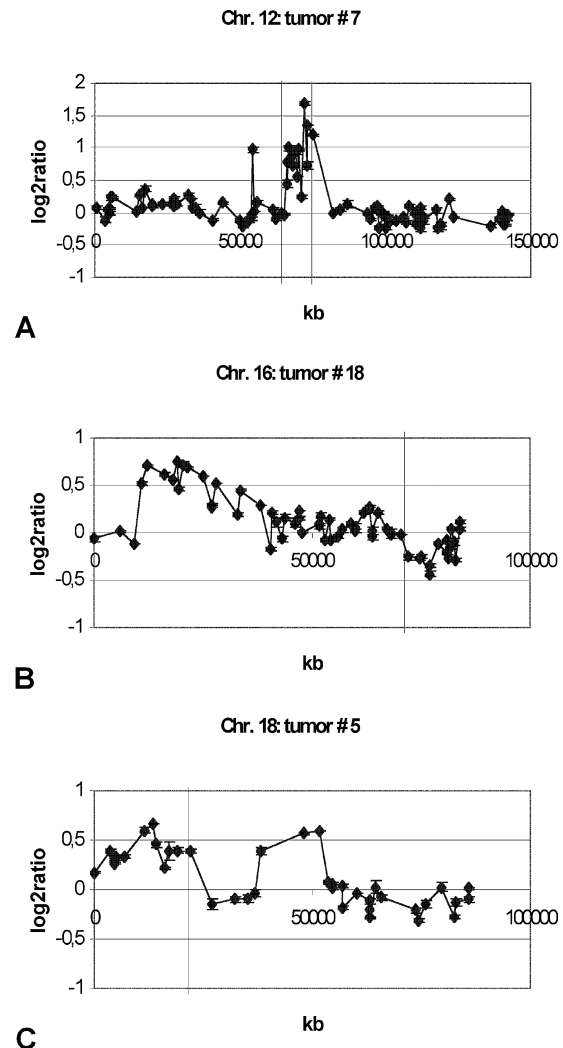 Chr. 12: tumor # 7
2
1,5
1
0,5
0
-0,5
-1
log2ratio
0
50000
100000
150000
kb
A
Chr. 16: tumor # 18
1
0,5
0
-0,5
-1
log2ratio
0
50000
100000
kb
B
Chr. 18: tumor # 5
1
0,5
0
-0,5
-1
log2ratio
0
50000
100000
kb
C